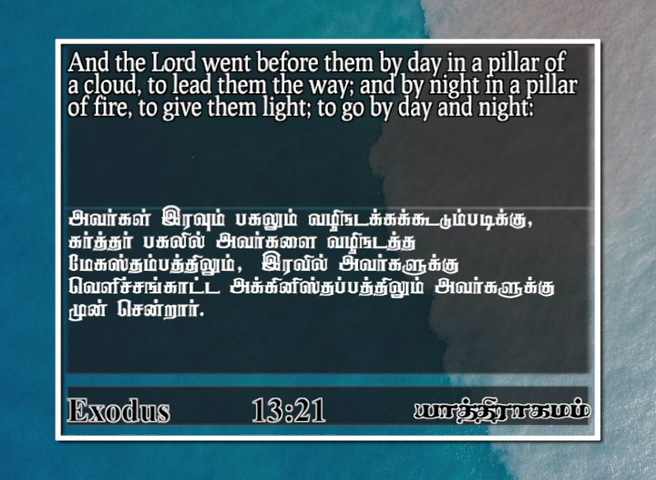 And the Lord went before them by day in a pillar of
a cloud, to lead them the way; and by night in a pillar
of fire, to give them light; to go by day and night:
அவர்கள் இரவும் பகலும் வழிநடக்கக்கூடும்படிக்கு,
கர்த்தர் பகலில் அவர்களை வழிநடத்த
மேகஸ்தம்பத்திலும், இரவில் அவர்களுக்கு
வெளிச்சங்காட்ட அக்கினிஸ்தப்பத்திலும் அவர்களுக்கு
முன் சென்றார்.
Exodus 13:21 யாத்திராகமம்